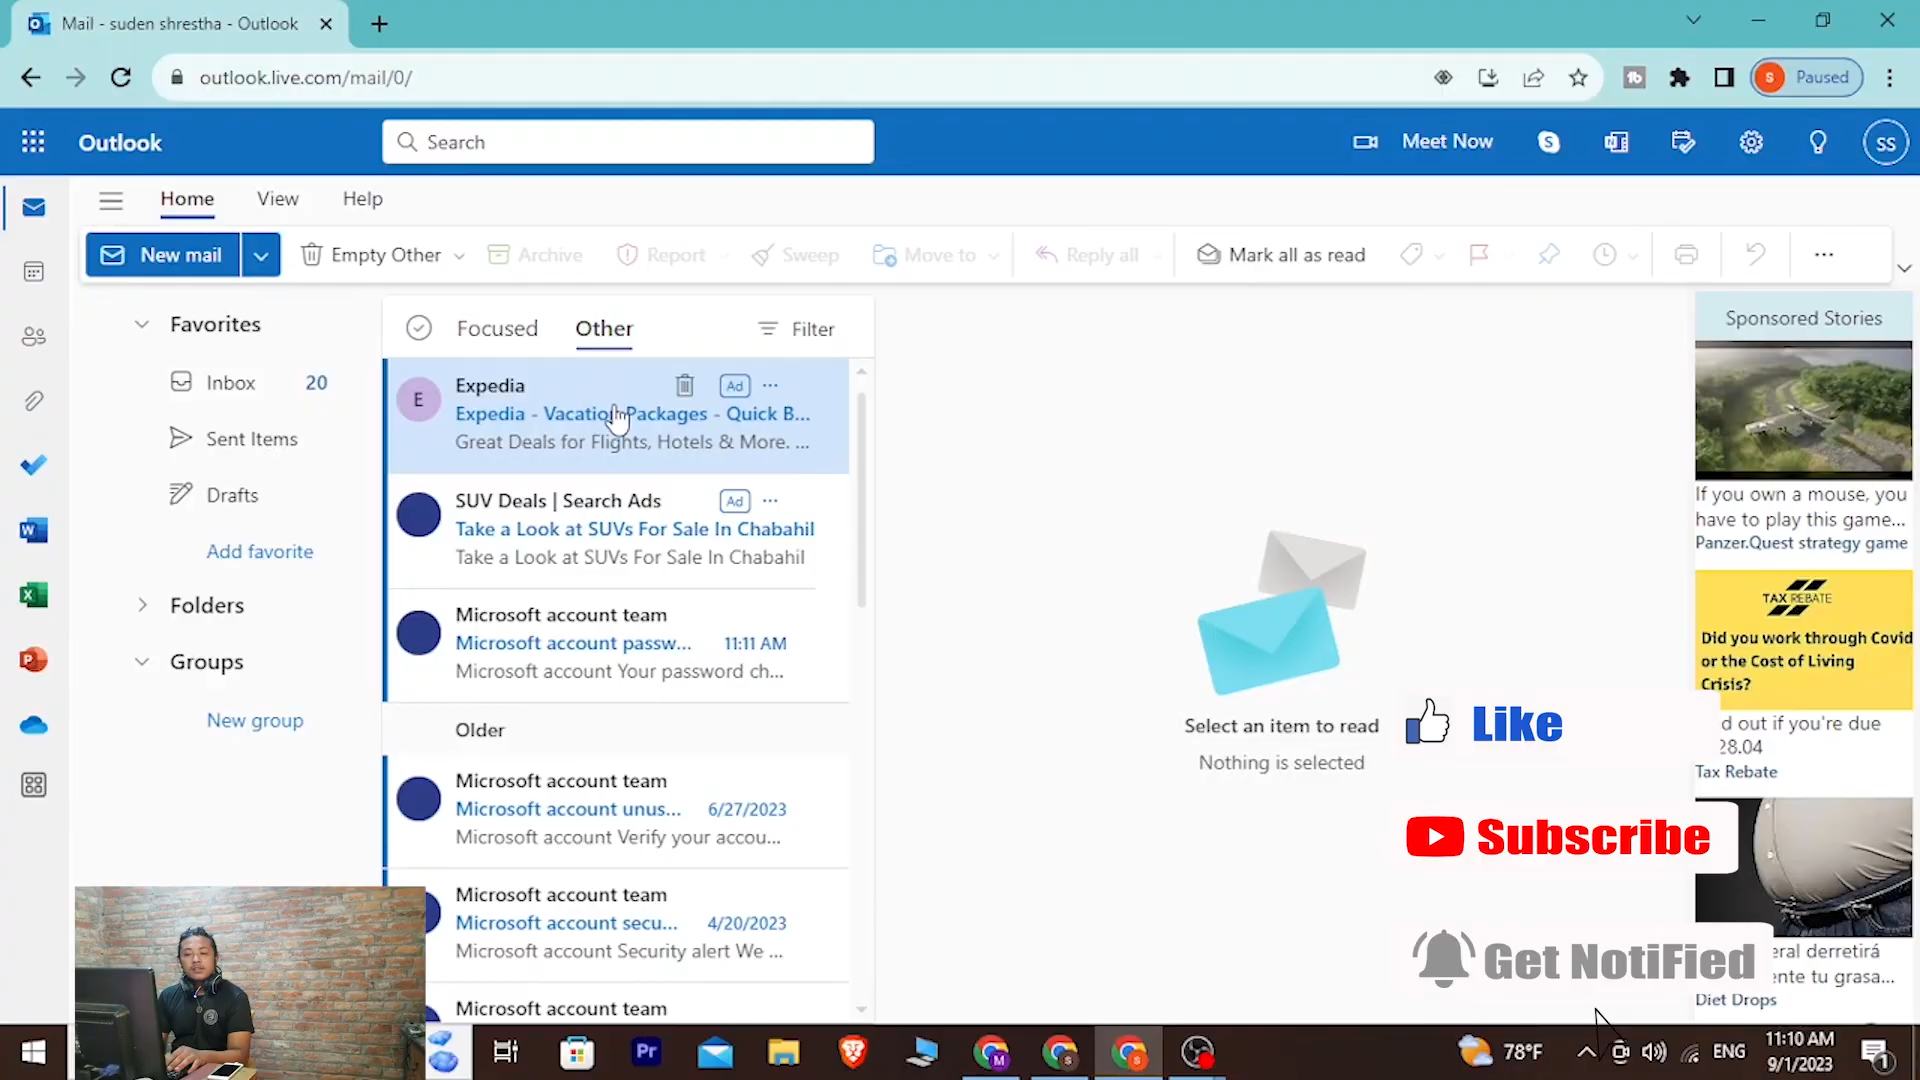 Mail - suden shrestha - Outlook
outlook.live.com/mail/0/
S Paused
Outlook
Search
Meet Now
SS
Home View Help
New mail
Empty Other
Archive
Report
Sweep
Move to
Reply all
Mark all as read
Favorites
Inbox 20
Sent Items
Drafts
Add favorite
Folders
Groups
New group
Focused Other Filter
E
Expedia Ad
Expedia - Vacation Packages - Quick B...
Great Deals for Flights, Hotels & More. ...
SUV Deals | Search Ads Ad
Take a Look at SUVs For Sale In Chabahil
Take a Look at SUVs For Sale In Chabahil
Microsoft account team
Microsoft account passw... 11:11 AM
Microsoft account Your password ch...
Older
Microsoft account team
Microsoft account unus... 6/27/2023
Microsoft account Verify your accou...
Microsoft account team
Microsoft account secu... 4/20/2023
Microsoft account Security alert We ...
Microsoft account team
Select an item to read
Nothing is selected
Like
Subscribe
Get NotiFied
Sponsored Stories
If you own a mouse, you
have to play this game...
Panzer.Quest strategy game
TAX REBATE
Did you work through Covid
or the Cost of Living
Crisis?
d out if you're due
28.04
Tax Rebate
eral derretirá
ente tu grasa...
Diet Drops
Pr
78°F
ENG
11:10 AM
9/1/2023
1